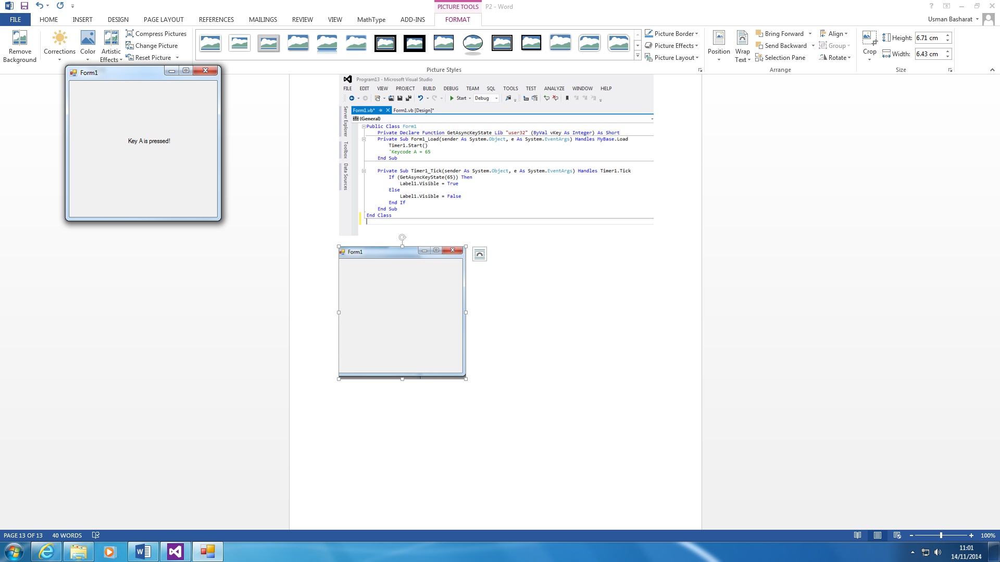 PICTURE TOOLS P2 - Word ?
FILE HOME INSERT DESIGN PAGE LAYOUT REFERENCES MAILINGS REVIEW VIEW MathType ADD-INS FORMAT Usman Basharat
Remove Background
Corrections
Color
Artistic Effects
Compress Pictures
Change Picture
Reset Picture
Picture Styles
Picture Border
Picture Effects
Picture Layout
Position
Wrap Text
Bring Forward
Send Backward
Selection Pane
Align
Group
Rotate
Arrange
Crop
Height: 6.71 cm
Width: 6.43 cm
Size
Form1
Key A is pressed!
Program13 - Microsoft Visual Studio
FILE EDIT VIEW PROJECT BUILD DEBUG TEAM SQL TOOLS TEST ANALYZE WINDOW HELP
Start Debug
Server Explorer
Toolbox
Data Sources
Form1.vb* Form1.vb [Design]*
(General)
Public Class Form1
Private Declare Function GetAsyncKeyState Lib "user32" (ByVal vKey As Integer) As Short
Private Sub Form1_Load(sender As System.Object, e As System.EventArgs) Handles MyBase.Load
Timer1.Start()
'Keycode A = 65
End Sub
Private Sub Timer1_Tick(sender As System.Object, e As System.EventArgs) Handles Timer1.Tick
If (GetAsyncKeyState(65)) Then
Label1.Visible = True
Else
Label1.Visible = False
End If
End Sub
End Class
Form1
PAGE 13 OF 13 40 WORDS 100%
11:01
14/11/2014